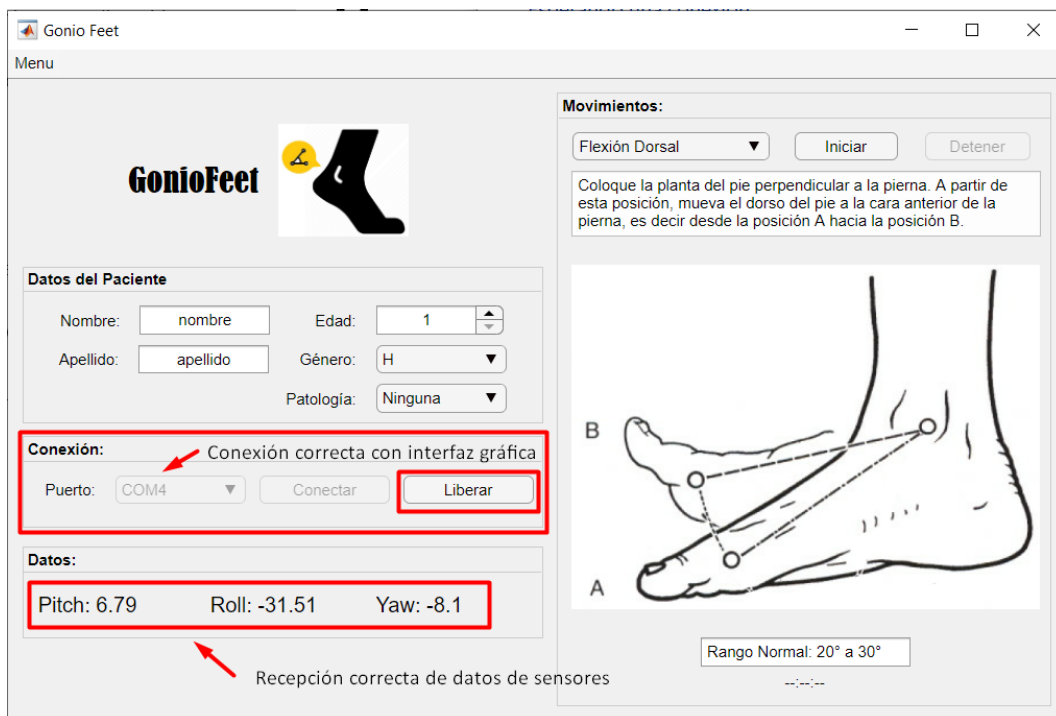 Gonio Feet
Menu
GonioFeet
Datos del Paciente
Nombre: nombre Edad: 1
Apellido: apellido Género: H
Patología: Ninguna
Conexión: Conexión correcta con interfaz gráfica
Puerto: COM4 Conectar Liberar
Datos:
Pitch: 6.79 Roll: -31.51 Yaw: -8.1
Recepción correcta de datos de sensores
Movimientos:
Flexión Dorsal Iniciar Detener
Coloque la planta del pie perpendicular a la pierna. A partir de
esta posición, mueva el dorso del pie a la cara anterior de la
pierna, es decir desde la posición A hacia la posición B.
B
A
Rango Normal: 20° a 30°
--:--:--